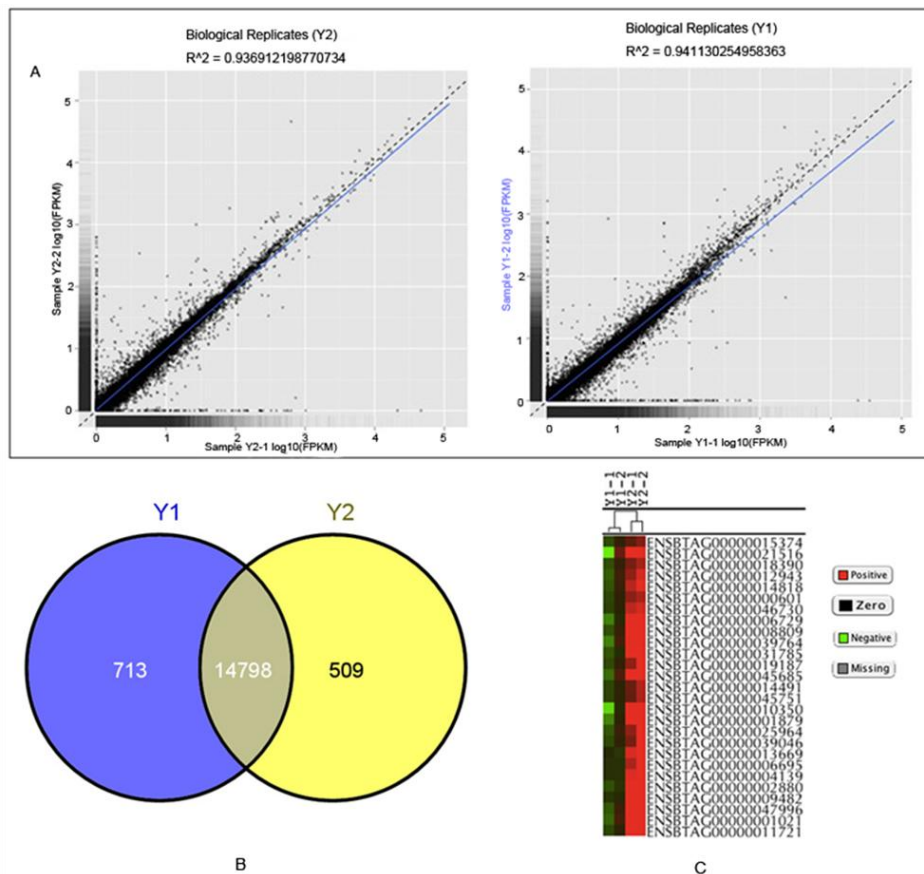 Biological Replicates (Y2)
R^2 = 0.936912198770734
A
5
4
3
2
1
0
Sample Y2-2 log10(FPKM)
0 1 2 3 4 5
Sample Y2-1 log10(FPKM)
Biological Replicates (Y1)
R^2 = 0.941130254958363
5
4
3
2
1
0
Sample Y1-2 log10(FPKM)
0 1 2 3 4 5
Sample Y1-1 log10(FPKM)
Y1
Y2
713
14798
509
B
Y1-1
Y1-2
Y2-1
Y2-2
ENSBTAG00000015374
ENSBTAG00000021516
ENSBTAG00000018390
ENSBTAG00000012943
ENSBTAG00000014818
ENSBTAG00000000601
ENSBTAG00000046730
ENSBTAG00000006729
ENSBTAG00000008809
ENSBTAG00000039764
ENSBTAG00000031785
ENSBTAG00000019187
ENSBTAG00000045685
ENSBTAG00000014491
ENSBTAG00000045751
ENSBTAG00000010350
ENSBTAG00000001879
ENSBTAG00000025964
ENSBTAG00000039046
ENSBTAG00000013669
ENSBTAG00000006695
ENSBTAG00000004139
ENSBTAG00000002880
ENSBTAG00000009482
ENSBTAG00000047996
ENSBTAG00000001021
ENSBTAG00000011721
Positive
Zero
Negative
Missing
C